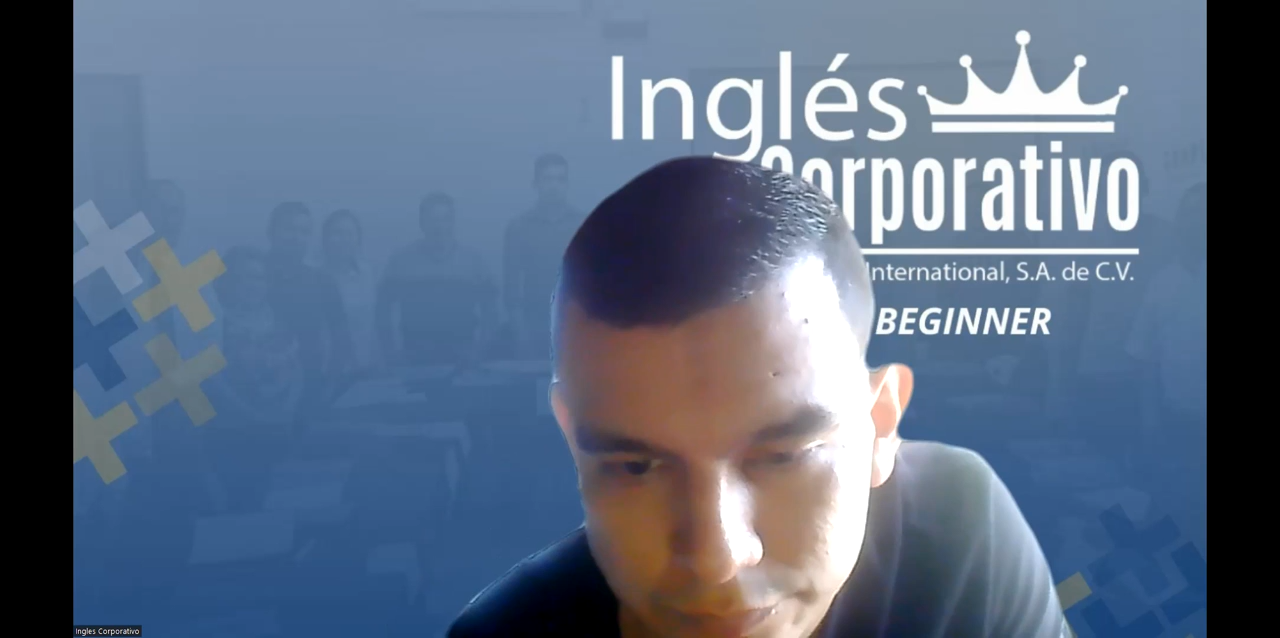 Inglés
Corporativo
International, S.A. de C.V.
BEGINNER
Ingles Corporativo